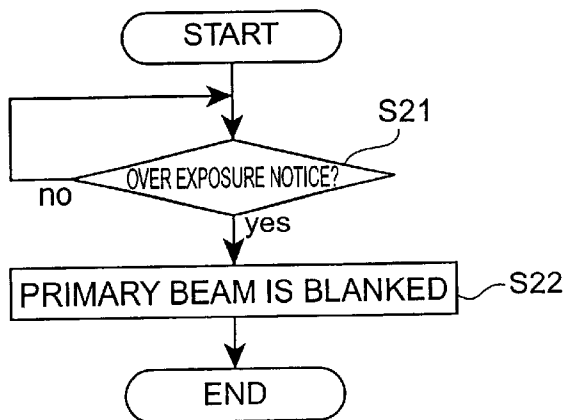 START
S21
OVER EXPOSURE NOTICE?
no
yes
PRIMARY BEAM IS BLANKED
S22
END